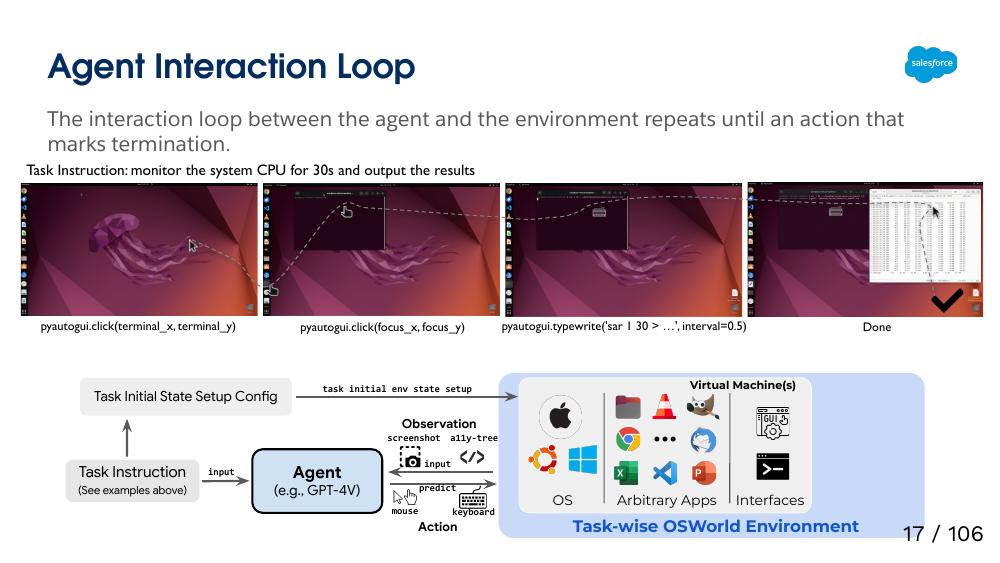 Agent Interaction Loop
salesforce
The interaction loop between the agent and the environment repeats until an action that
marks termination.
Task Instruction: monitor the system CPU for 30s and output the results
pyautogui.click(terminal_x, terminal_y)
pyautogui.click(focus_x, focus_y)
pyautogui.typewrite('sar 1 30 > ...', interval=0.5)
Done
Task Initial State Setup Config
task initial env state setup
Task Instruction
(See examples above)
input
Agent
(e.g., GPT-4V)
Observation
screenshot a11y-tree
input
predict
mouse
keyboard
Action
Virtual Machine(s)
GUI
OS
Arbitrary Apps
Interfaces
Task-wise OSWorld Environment
17 / 106